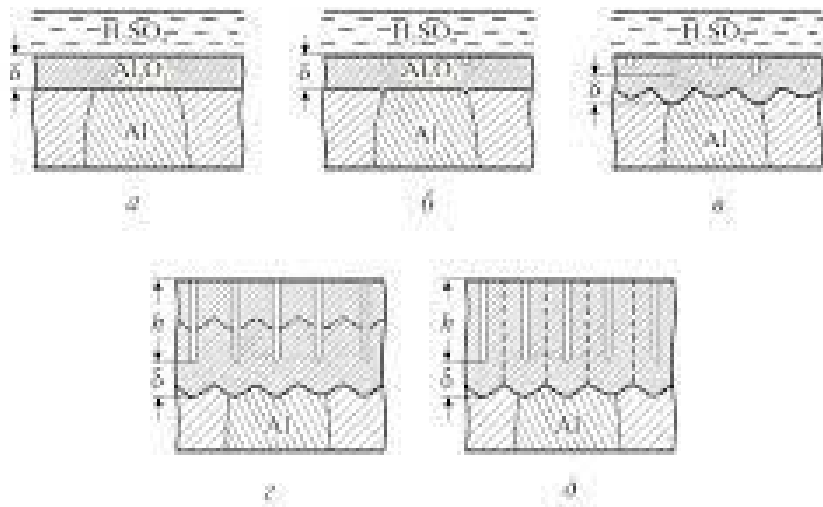 H₂SO₄ H₂SO₄ H₂SO₄
δ Al₂O₃ δ Al₂O₃ δ
Al Al Al
а б в
h h
δ δ
Al Al
г д